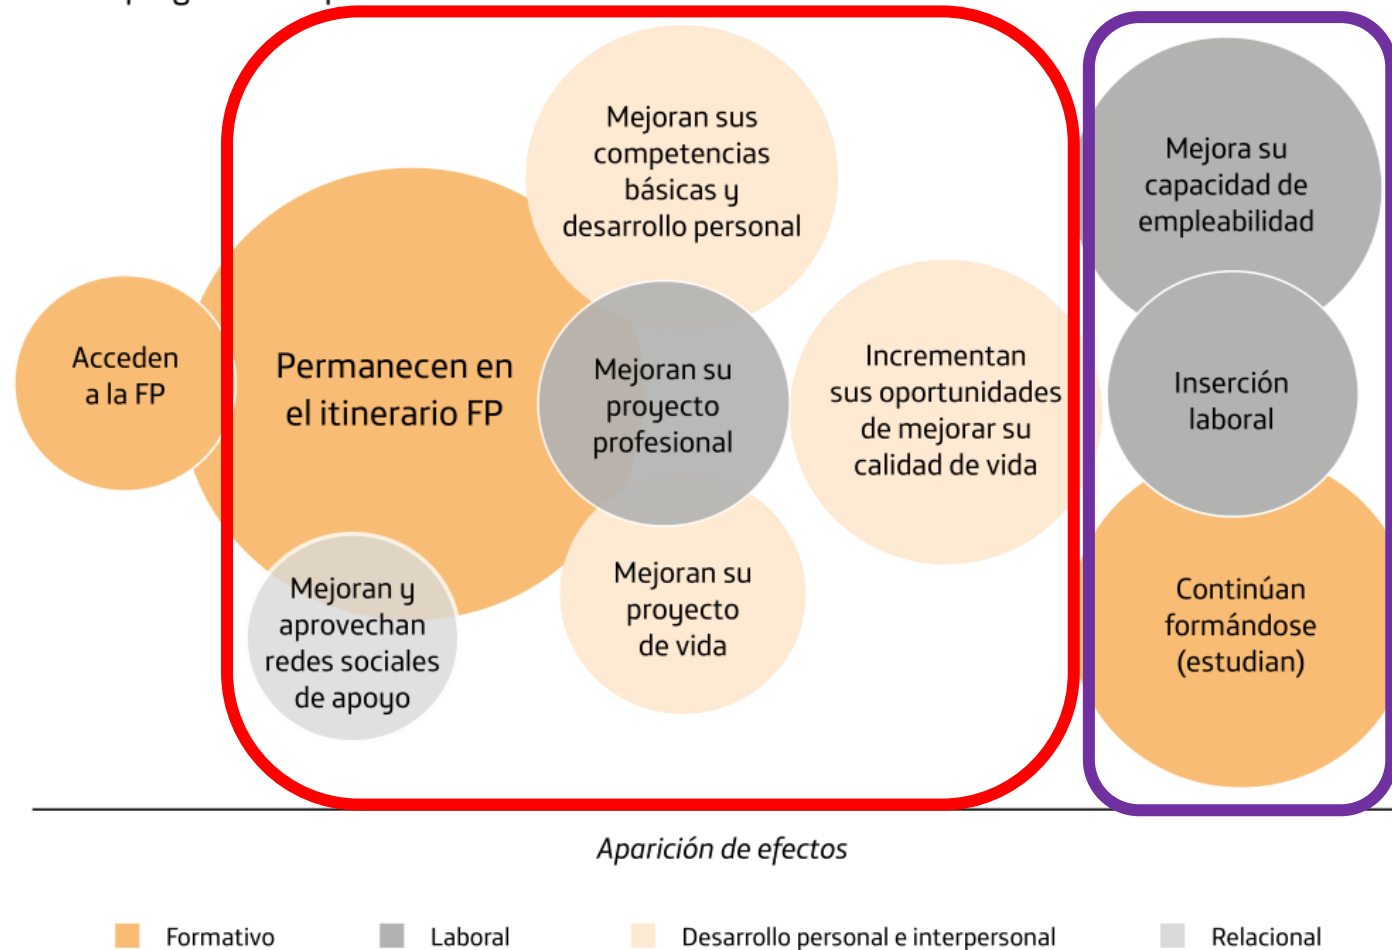 Mejoran sus
competencias
básicas y
desarrollo personal
Mejora su
capacidad de
empleabilidad
Acceden
a la FP
Permanecen en
el itinerario FP
Mejoran su
proyecto
profesional
Incrementan
sus oportunidades
de mejorar su
calidad de vida
Inserción
laboral
Mejoran y
aprovechan
redes sociales
de apoyo
Mejoran su
proyecto
de vida
Continúan
formándose
(estudian)
Aparición de efectos
Formativo
Laboral
Desarrollo personal e interpersonal
Relacional